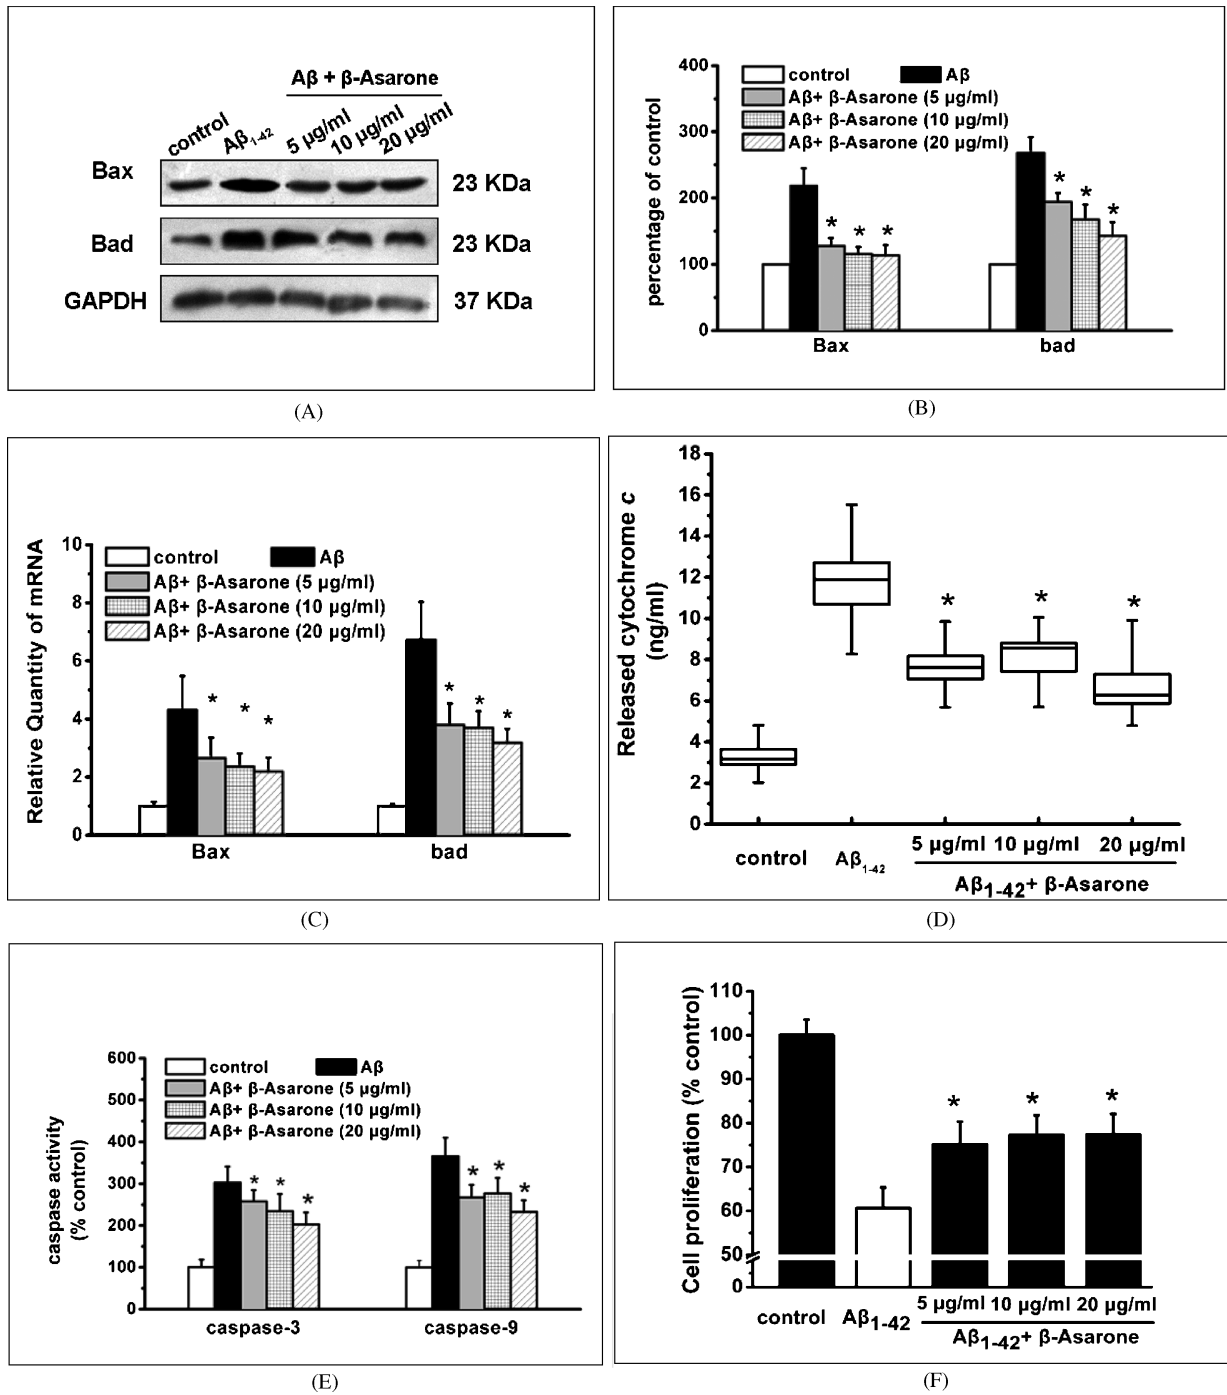 Aβ + β-Asarone
control Aβ1-42 5 μg/ml 10 μg/ml 20 μg/ml
Bax 23 KDa
Bad 23 KDa
GAPDH 37 KDa
(A)
percentage of control
400
300
200
100
0
control Aβ
Aβ+ β-Asarone (5 μg/ml)
Aβ+ β-Asarone (10 μg/ml)
Aβ+ β-Asarone (20 μg/ml)
* * * * * *
Bax bad
(B)
Relative Quantity of mRNA
10
8
6
4
2
0
control Aβ
Aβ+ β-Asarone (5 μg/ml)
Aβ+ β-Asarone (10 μg/ml)
Aβ+ β-Asarone (20 μg/ml)
* * * * * *
Bax bad
(C)
Released cytochrome c
(ng/ml)
18
16
14
12
10
8
6
4
2
0
* * *
control Aβ1-42 5 μg/ml 10 μg/ml 20 μg/ml
Aβ1-42+ β-Asarone
(D)
caspase activity
(% control)
600
500
400
300
200
100
0
control Aβ
Aβ+ β-Asarone (5 μg/ml)
Aβ+ β-Asarone (10 μg/ml)
Aβ+ β-Asarone (20 μg/ml)
* * * * * *
caspase-3 caspase-9
(E)
Cell proliferation (% control)
110
100
90
80
70
60
50
0
* * *
control Aβ1-42 5 μg/ml 10 μg/ml 20 μg/ml
Aβ1-42+ β-Asarone
(F)